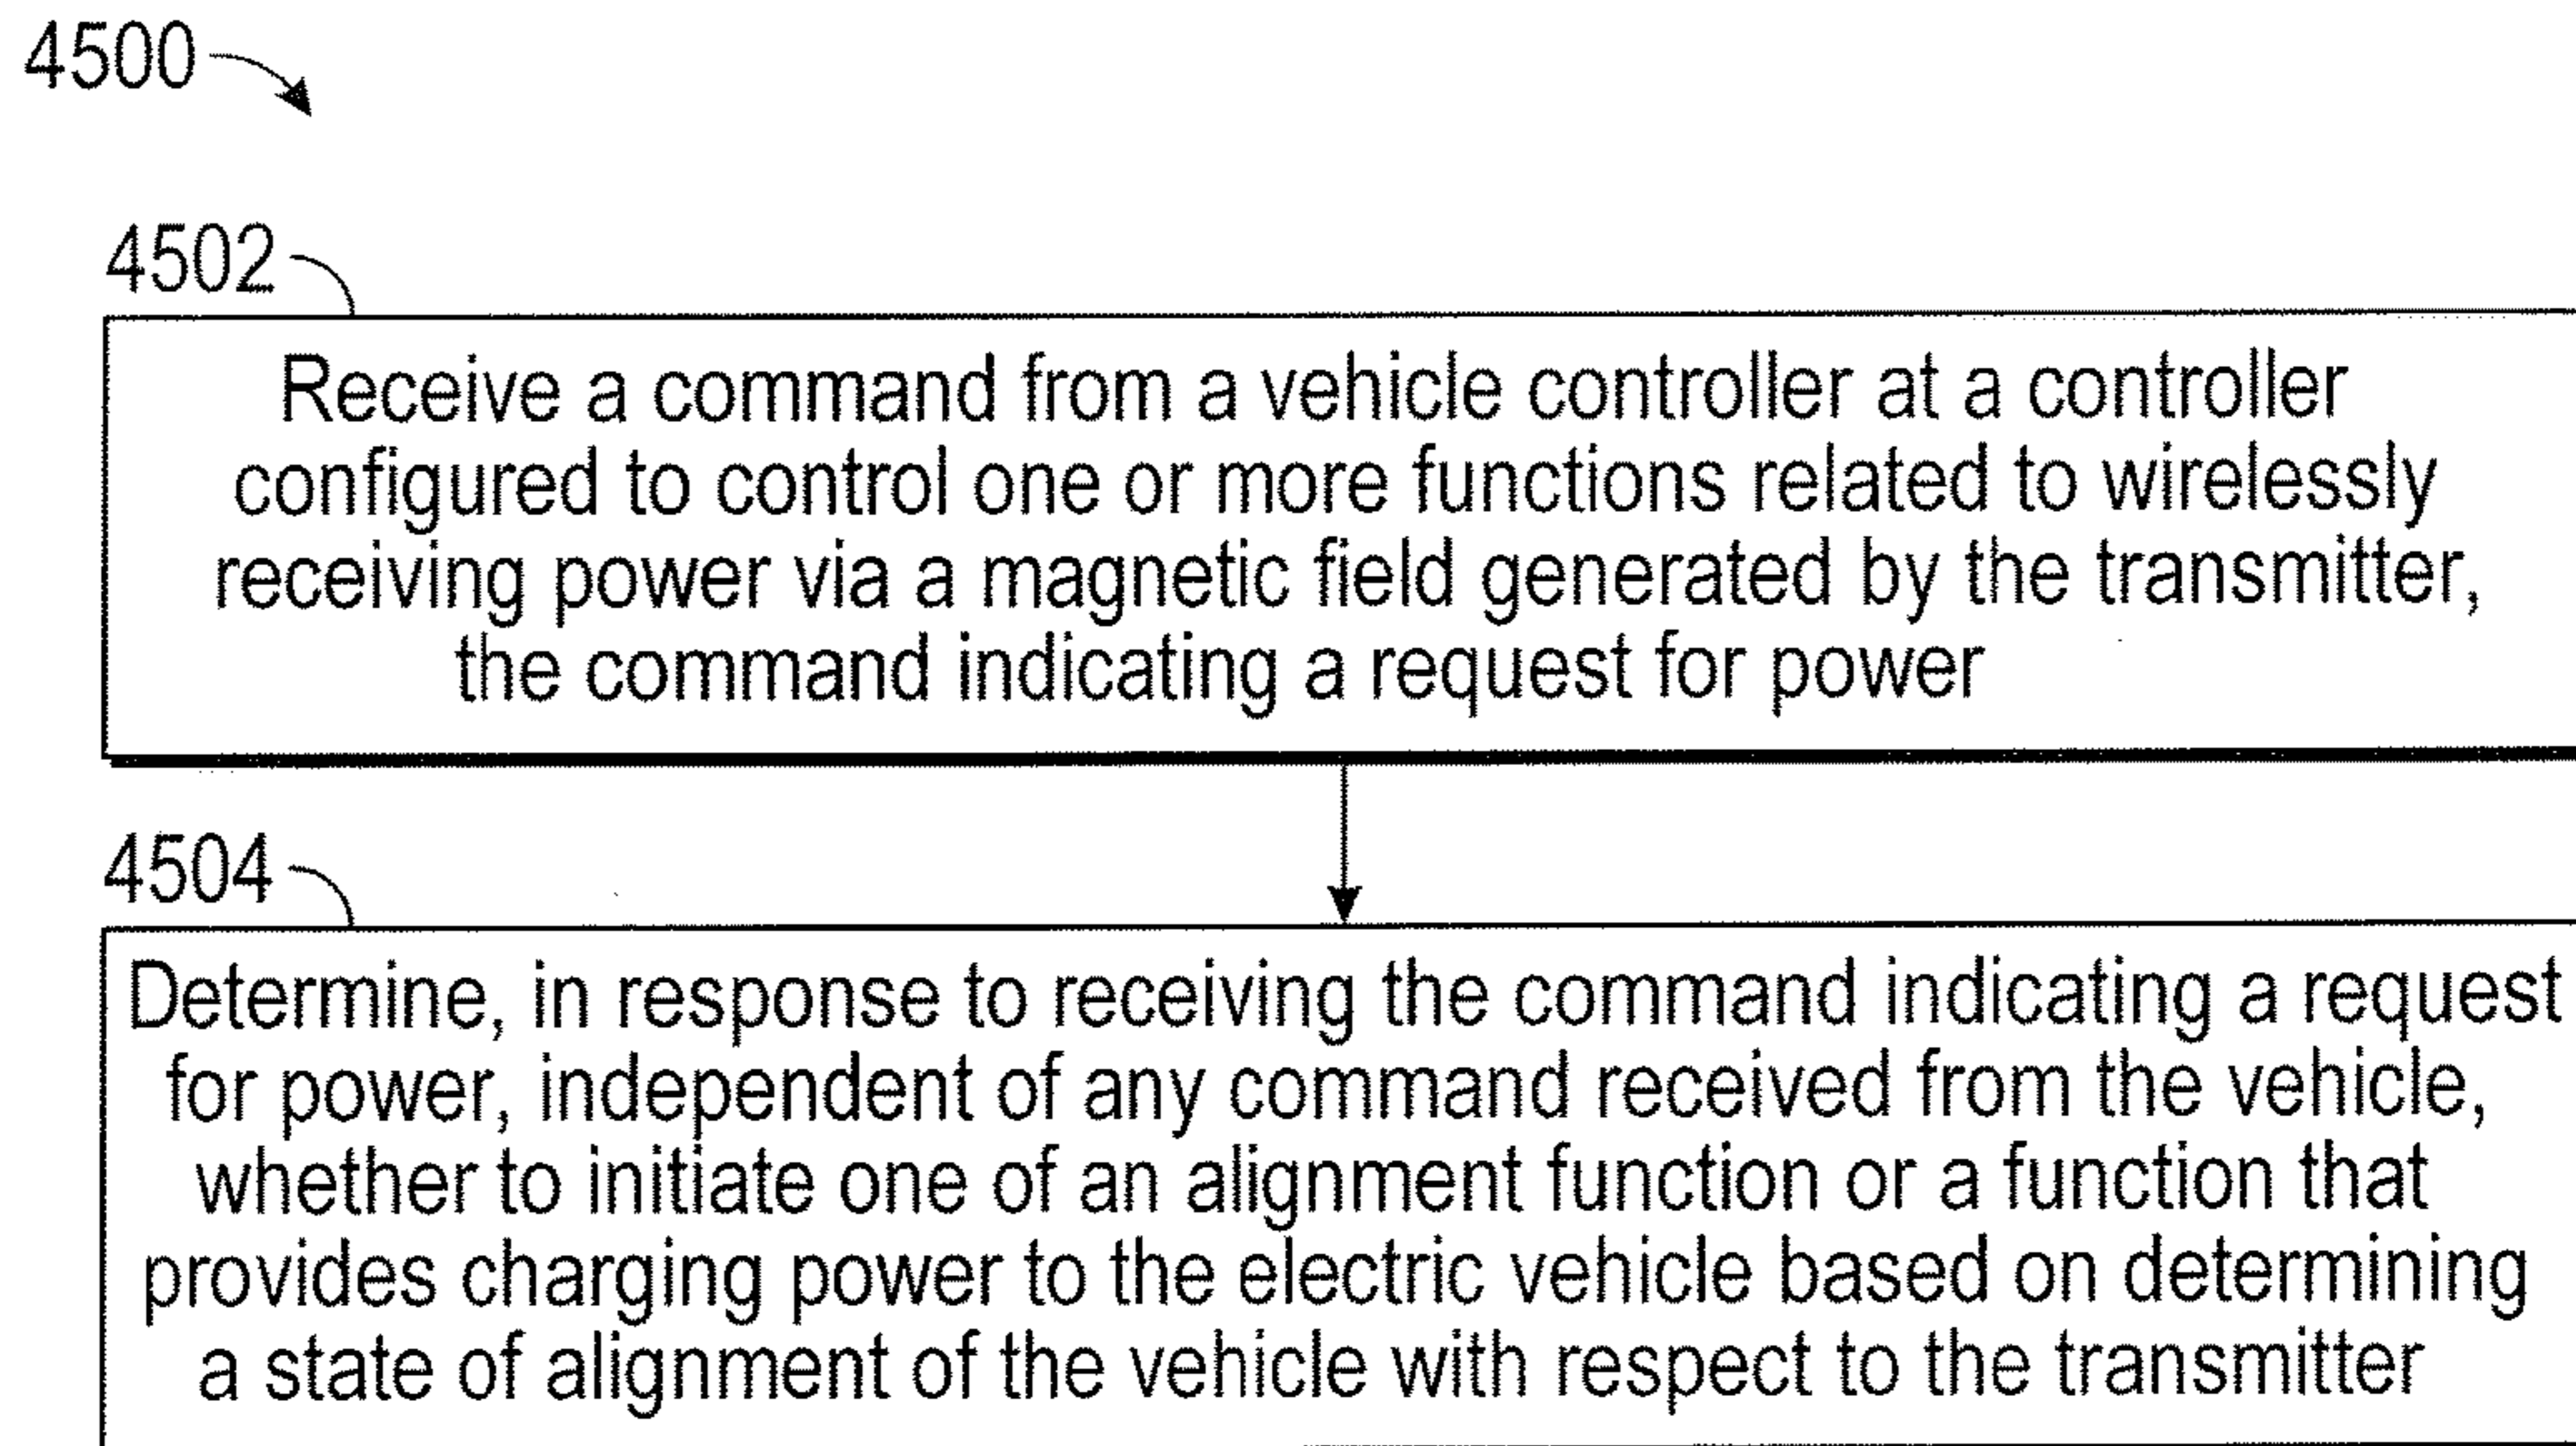 4500
4502
Receive a command from a vehicle controller at a controller
configured to control one or more functions related to wirelessly
receiving power via a magnetic field generated by the transmitter,
the command indicating a request for power
4504
Determine, in response to receiving the command indicating a request
for power, independent of any command received from the vehicle,
whether to initiate one of an alignment function or a function that
provides charging power to the electric vehicle based on determining
a state of alignment of the vehicle with respect to the transmitter